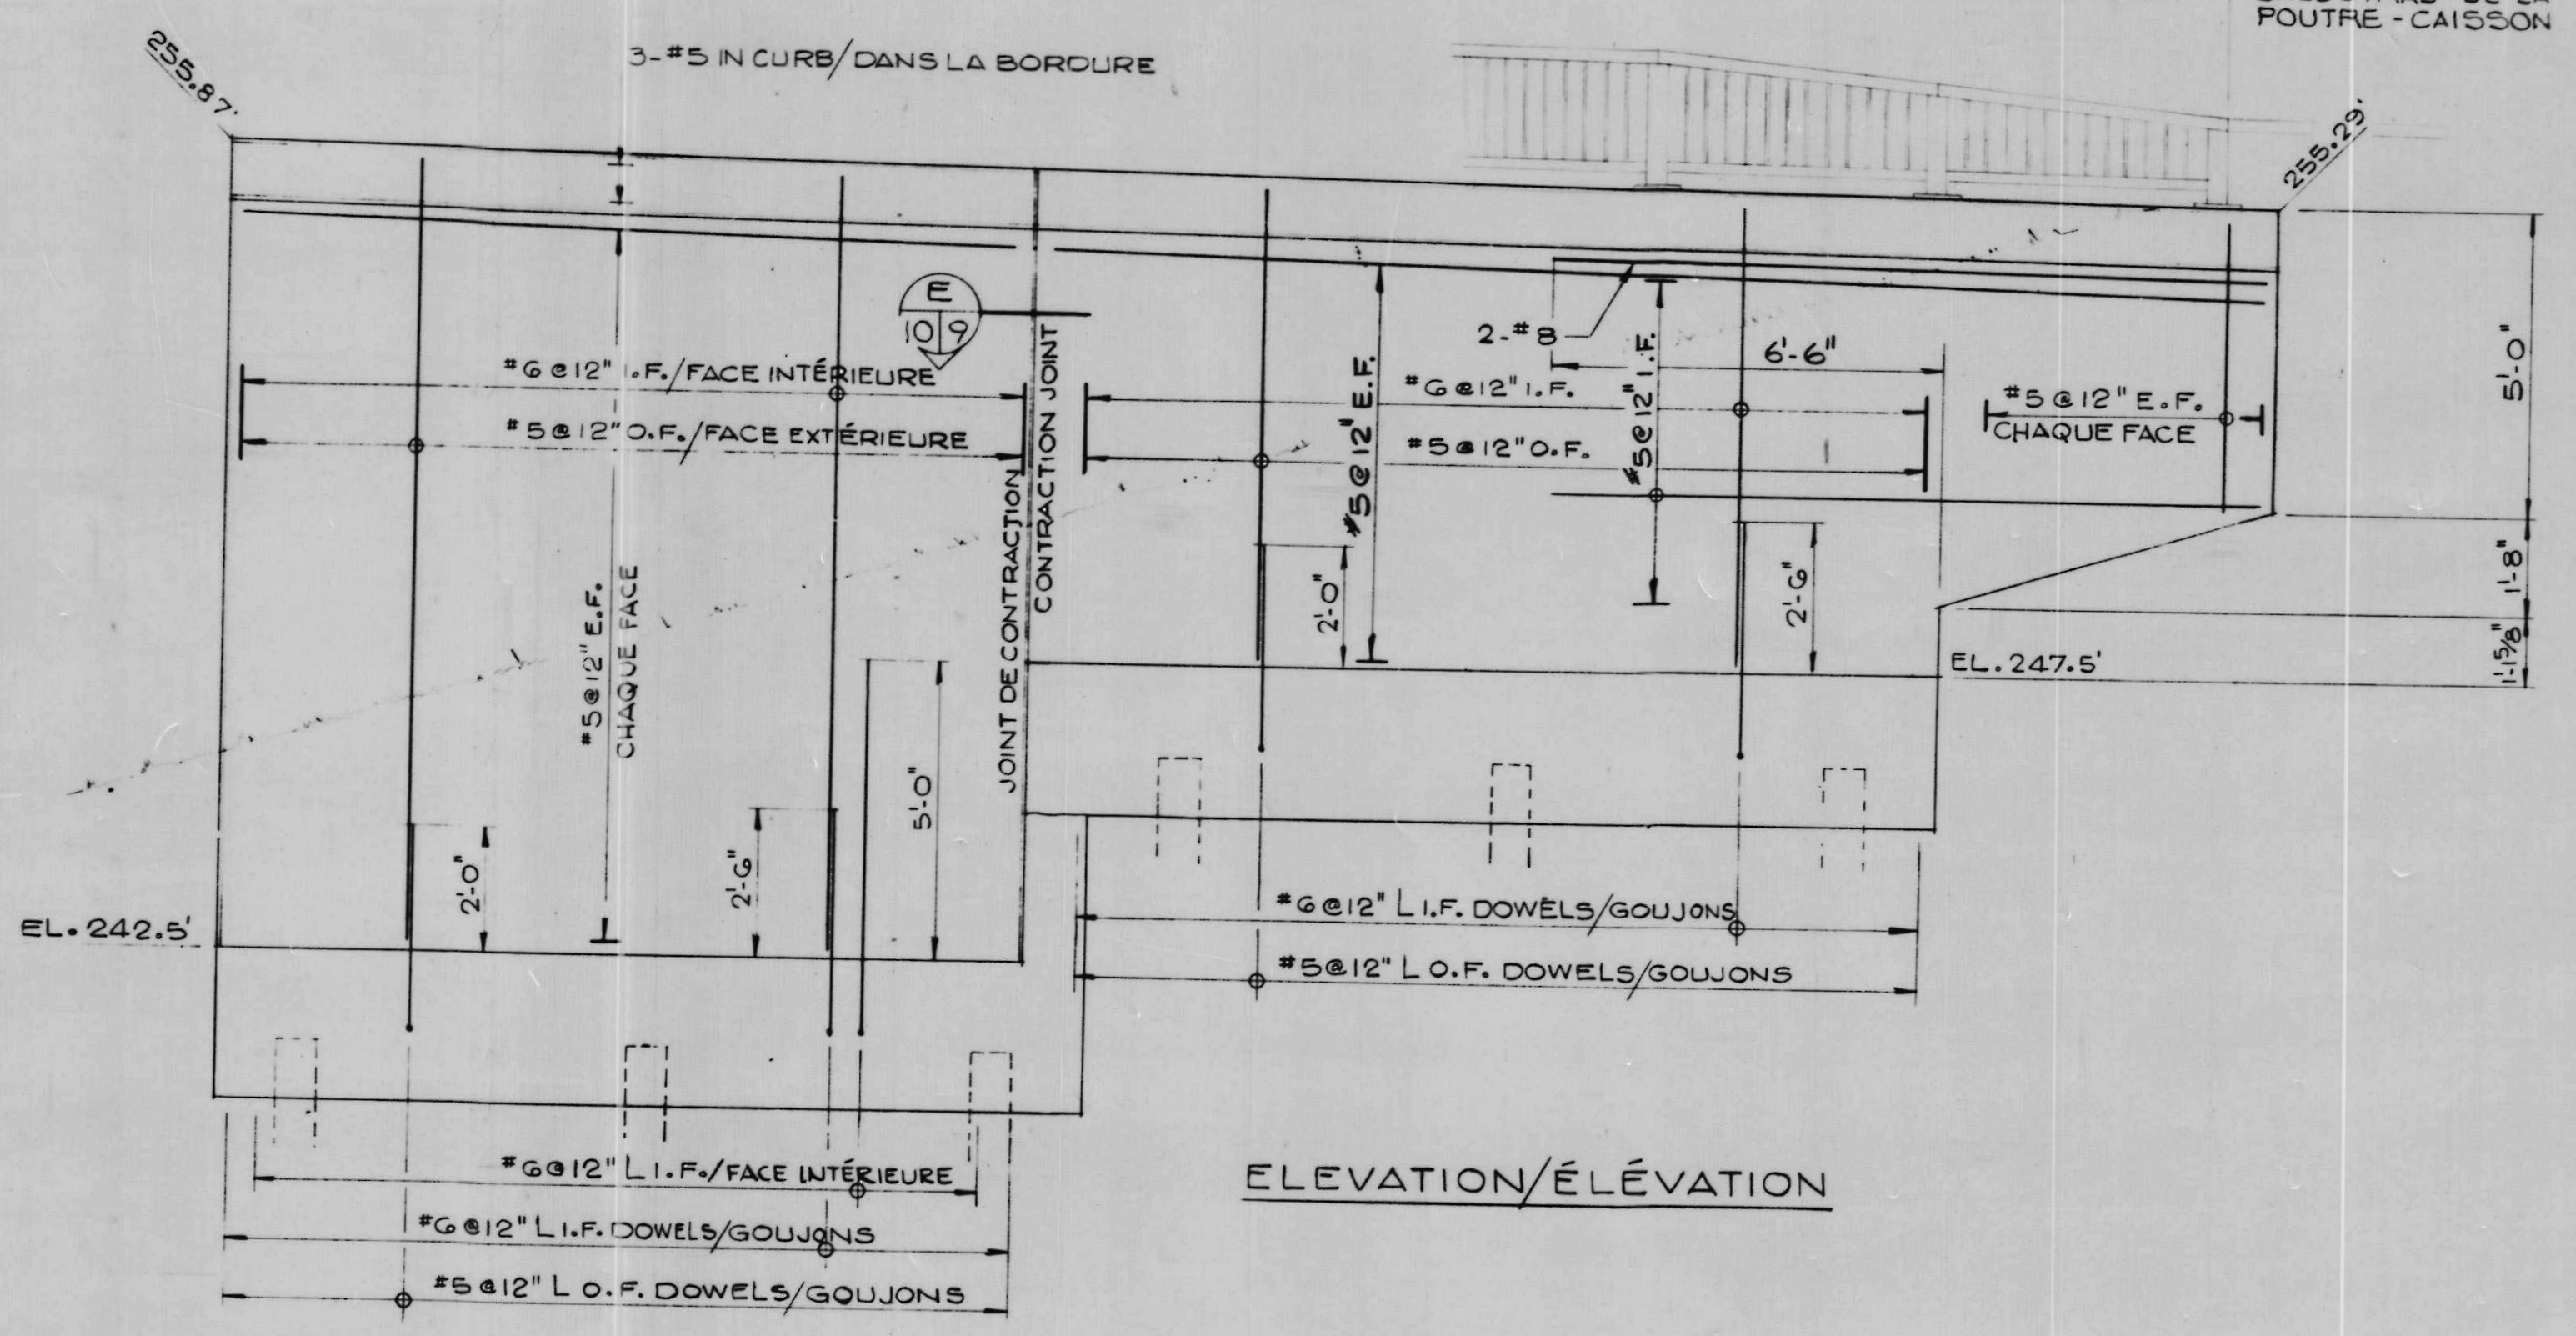 POUTRE - CAISSON
255.87'
3-#5 IN CURB/DANS LA BORDURE
255.29'
E
10 9
2-#8
6'-6"
5'-0"
#6@12" I.F./FACE INTÉRIEURE
#5@12" O.F./FACE EXTÉRIEURE
#6@12" I.F.
#5@12" O.F.
#5@12" E.F.
CHAQUE FACE
JOINT DE CONTRACTION
CONTRACTION JOINT
#5@12" E.F.
#5@12" I.F.
#5@12" E.F.
CHAQUE FACE
2'-0"
2'-6"
1'-8"
1'-1 5/8"
EL. 247.5'
5'-0"
2'-0"
2'-6"
EL. 242.5'
#6@12" L I.F. DOWELS/GOUJONS
#5@12" L O.F. DOWELS/GOUJONS
#6@12" L I.F./FACE INTÉRIEURE
#6@12" L I.F. DOWELS/GOUJONS
#5@12" L O.F. DOWELS/GOUJONS
ELEVATION/ÉLÉVATION